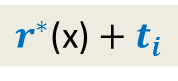 r*(x) + tᵢ